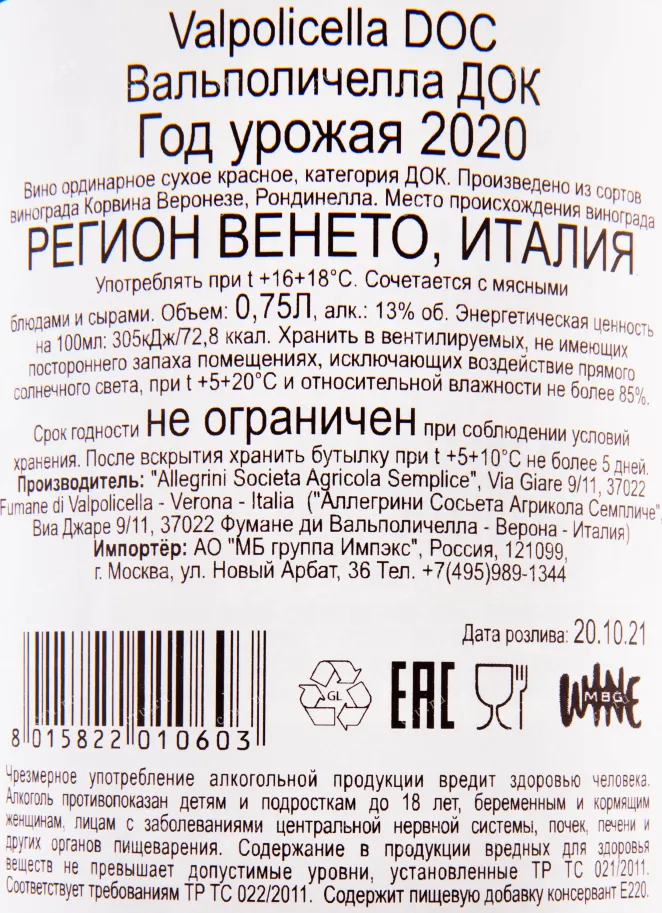 Valpolicella DOC
Вальполичелла ДОК
Год урожая 2020
Вино ординарное сухое красное, категория ДОК. Произведено из сортов
винограда Корвина Веронезе, Рондинелла. Место происхождения винограда
РЕГИОН ВЕНЕТО, ИТАЛИЯ
Употреблять при t +16+18°C. Сочетается с мясными
блюдами и сырами. Объем: 0,75Л, алк.: 13% об. Энергетическая ценность
на 100мл: 305кДж/72,8 ккал. Хранить в вентилируемых, не имеющих
постороннего запаха помещениях, исключающих воздействие прямого
солнечного света, при t +5+20°C и относительной влажности не более 85%.
Срок годности не ограничен при соблюдении условий
хранения. После вскрытия хранить бутылку при t +5+10°C не более 5 дней.
Производитель: "Allegrini Societa Agricola Semplice", Via Giare 9/11, 37022
Fumane di Valpolicella - Verona - Italia ("Аллегрини Сосьета Агрикола Семпличе",
Виа Джаре 9/11, 37022 Фумане ди Вальполичелла - Верона - Италия)
Импортёр: АО "МБ группа Импэкс", Россия, 121099,
г. Москва, ул. Новый Арбат, 36 Тел. +7(495)989-1344
Дата розлива: 20.10.21
GL
EAC
WINE
MBG
8 015822 010603
Чрезмерное употребление алкогольной продукции вредит здоровью человека.
Алкоголь противопоказан детям и подросткам до 18 лет, беременным и кормящим
женщинам, лицам с заболеваниями центральной нервной системы, почек, печени и
других органов пищеварения. Содержание в продукции вредных для здоровья
веществ не превышает допустимые уровни, установленные ТР ТС 021/2011.
Соответствует требованиям ТР ТС 022/2011. Содержит пищевую добавку консервант Е220.